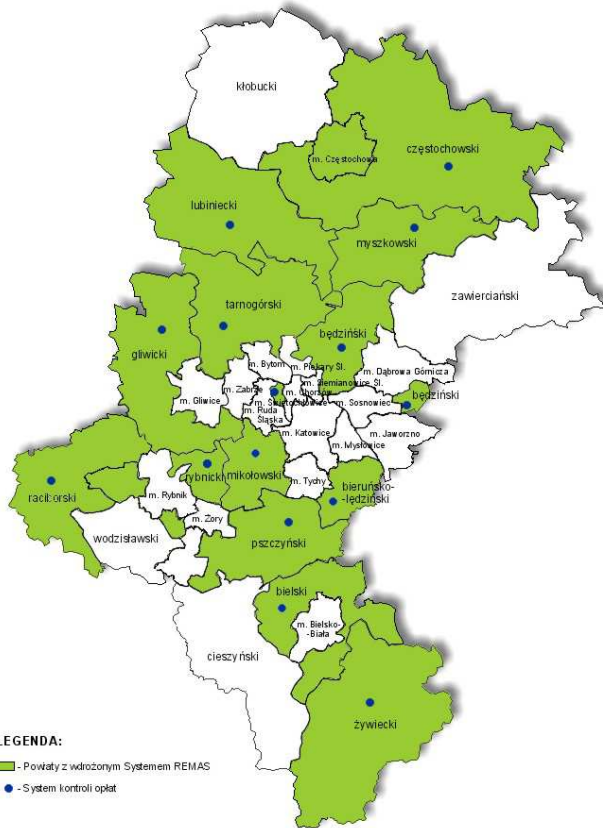 kłobucki
częstochowski
m. Częstochowa
lubiniecki
myszkowski
zawierciański
tarnogórski
będziński
gliwicki
m. Bytom
m. Piekary Śl.
m. Dąbrowa Górnicza
m. Siemianowice Śl.
m. Zabrze
m. Chorzów
będziński
m. Gliwice
m. Świętochłowice
m. Sosnowiec
m. Ruda
Śląska
m. Katowice
m. Jaworzno
m. Mysłowice
rybnicki
mikołowski
m. Tychy
bieruńsko-
-lędziński
raciborski
m. Rybnik
m. Żory
wodzisławski
pszczyński
bielski
m. Bielsko-
-Biała
cieszyński
żywiecki
LEGENDA:
- Powiaty z wdrożonym Systemem REMAS
- System kontroli opłat